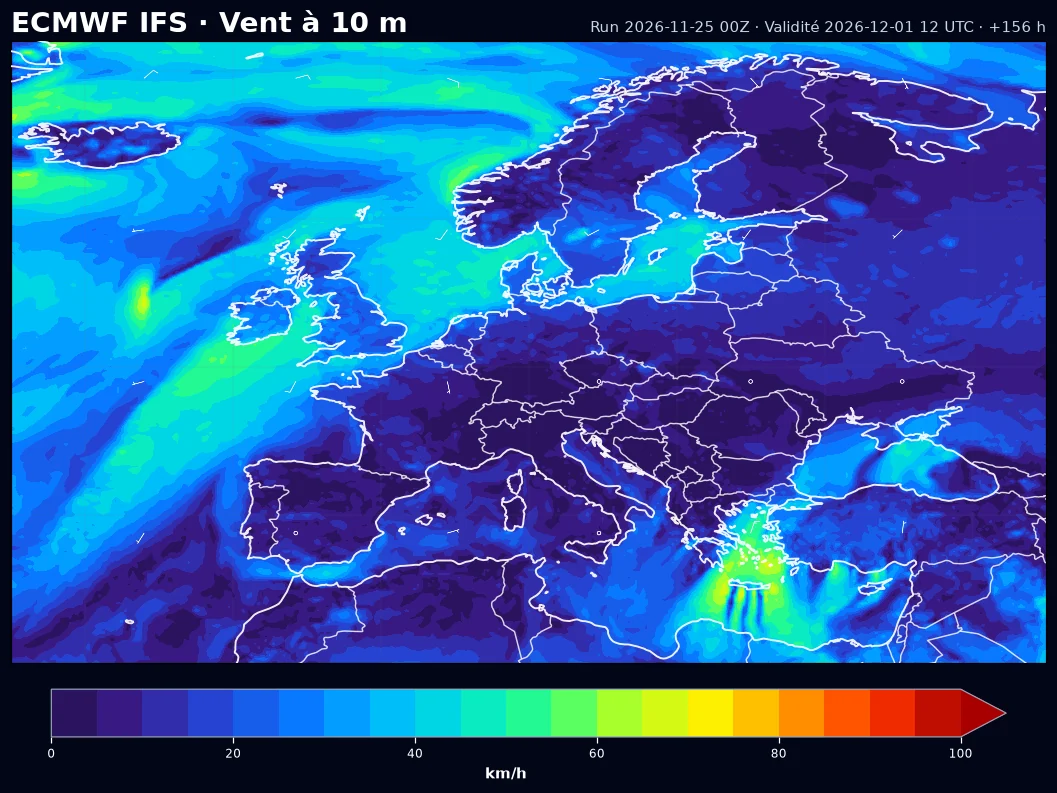 ECMWF IFS · Vent à 10 m
Run 2026-11-25 00Z · Validité 2026-12-01 12 UTC · +156 h
0 20 40 60 80 100
km/h